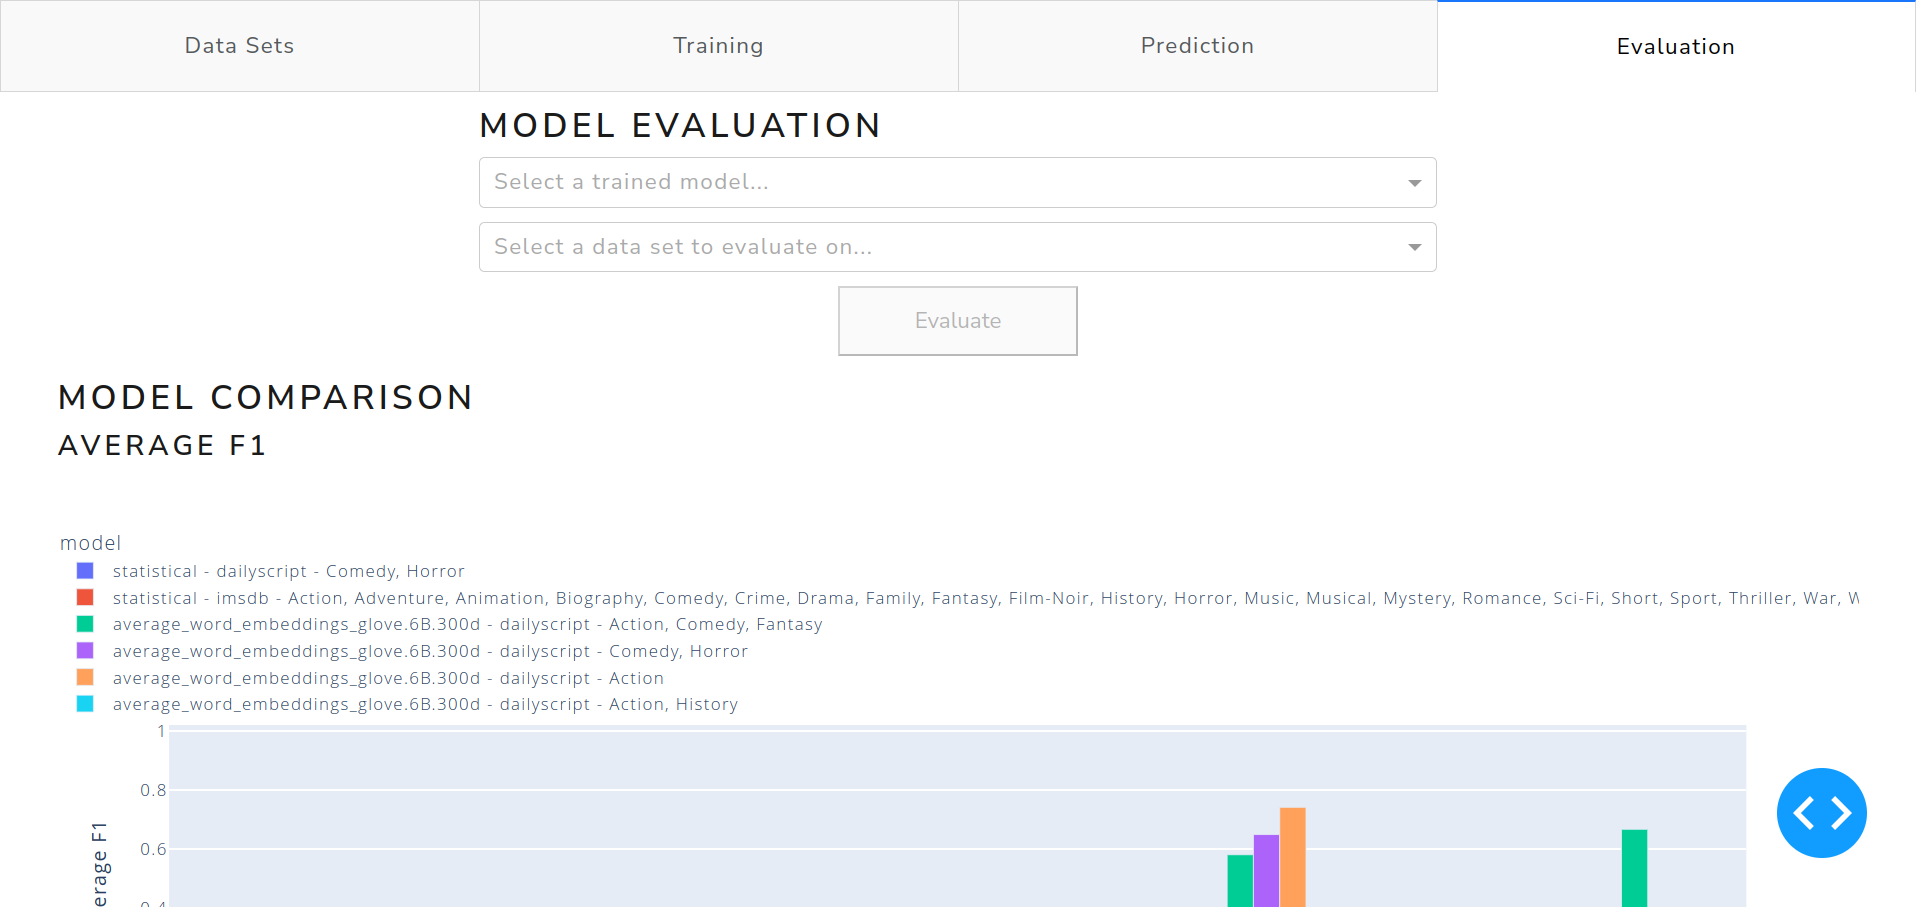 Data Sets
Training
Prediction
Evaluation
MODEL EVALUATION
Select a trained model...
Select a data set to evaluate on...
Evaluate
MODEL COMPARISON
AVERAGE F1
model
statistical - dailyscript - Comedy, Horror
statistical - imsdb - Action, Adventure, Animation, Biography, Comedy, Crime, Drama, Family, Fantasy, Film-Noir, History, Horror, Music, Musical, Mystery, Romance, Sci-Fi, Short, Sport, Thriller, War,
average_word_embeddings_glove.6B.300d - dailyscript - Action, Comedy, Fantasy
average_word_embeddings_glove.6B.300d - dailyscript - Comedy, Horror
average_word_embeddings_glove.6B.300d - dailyscript - Action
average_word_embeddings_glove.6B.300d - dailyscript - Action, History
1
0.8
0.6
erage F1